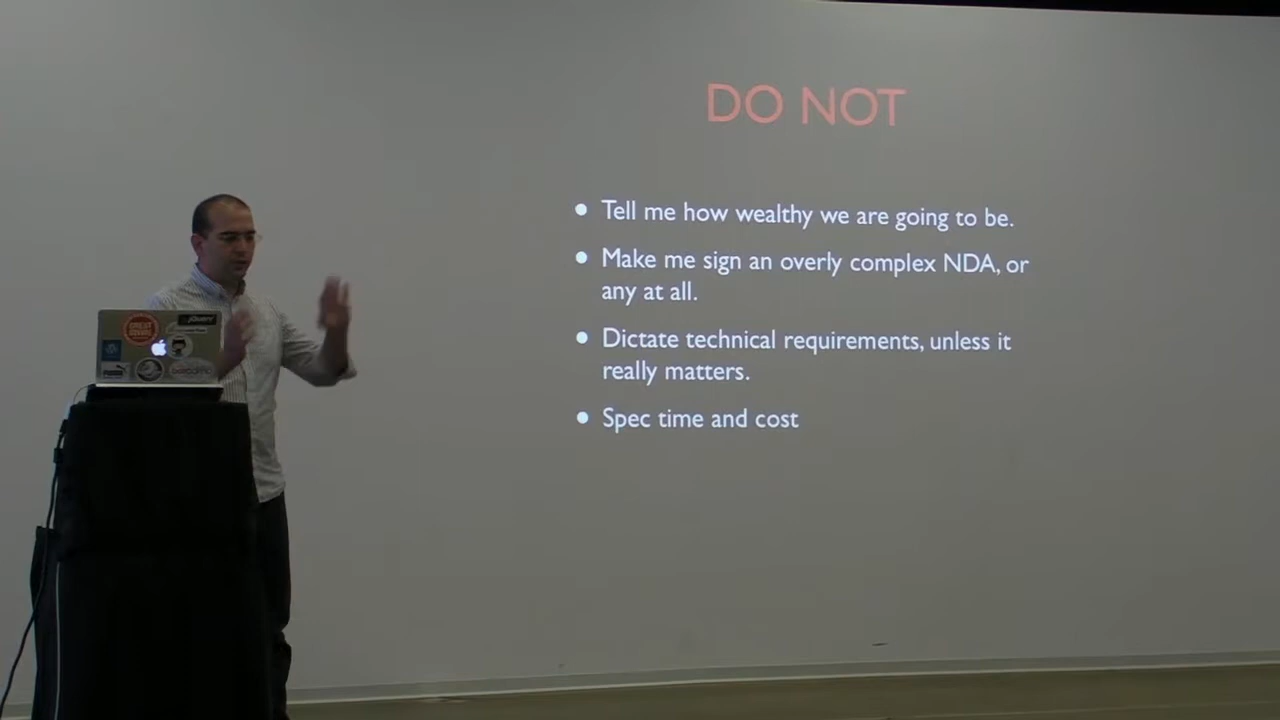 DO NOT
• Tell me how wealthy we are going to be.
• Make me sign an overly complex NDA, or
any at all.
• Dictate technical requirements, unless it
really matters.
• Spec time and cost
jQuery